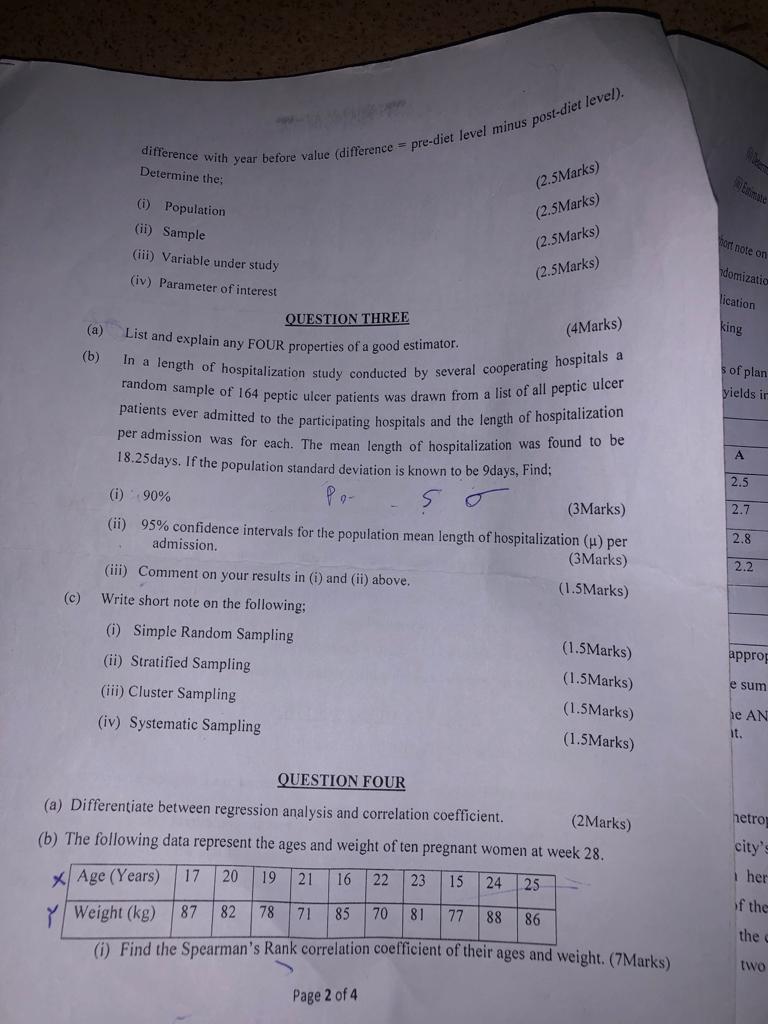 difference with year before value (difference = pre-diet level minus post-diet level).
Determine the;
(i) Population (2.5Marks)
(ii) Sample (2.5Marks)
(iii) Variable under study (2.5Marks)
(iv) Parameter of interest (2.5Marks)
QUESTION THREE
(a) List and explain any FOUR properties of a good estimator. (4Marks)
(b) In a length of hospitalization study conducted by several cooperating hospitals a
random sample of 164 peptic ulcer patients was drawn from a list of all peptic ulcer
patients ever admitted to the participating hospitals and the length of hospitalization
per admission was for each. The mean length of hospitalization was found to be
18.25days. If the population standard deviation is known to be 9days, Find;
(i) 90% (3Marks)
(ii) 95% confidence intervals for the population mean length of hospitalization (μ) per
admission. (3Marks)
(iii) Comment on your results in (i) and (ii) above. (1.5Marks)
(c) Write short note on the following;
(i) Simple Random Sampling (1.5Marks)
(ii) Stratified Sampling (1.5Marks)
(iii) Cluster Sampling (1.5Marks)
(iv) Systematic Sampling (1.5Marks)
QUESTION FOUR
(a) Differentiate between regression analysis and correlation coefficient. (2Marks)
(b) The following data represent the ages and weight of ten pregnant women at week 28.
X Age (Years) 17 20 19 21 16 22 23 15 24 25
Y Weight (kg) 87 82 78 71 85 70 81 77 88 86
(i) Find the Spearman's Rank correlation coefficient of their ages and weight. (7Marks)
Page 2 of 4
(iii) Estimate
note on
king
s of plan
yields in
A
2.5
2.7
2.8
2.2
e sum
it.
city's
her
of the
the
two